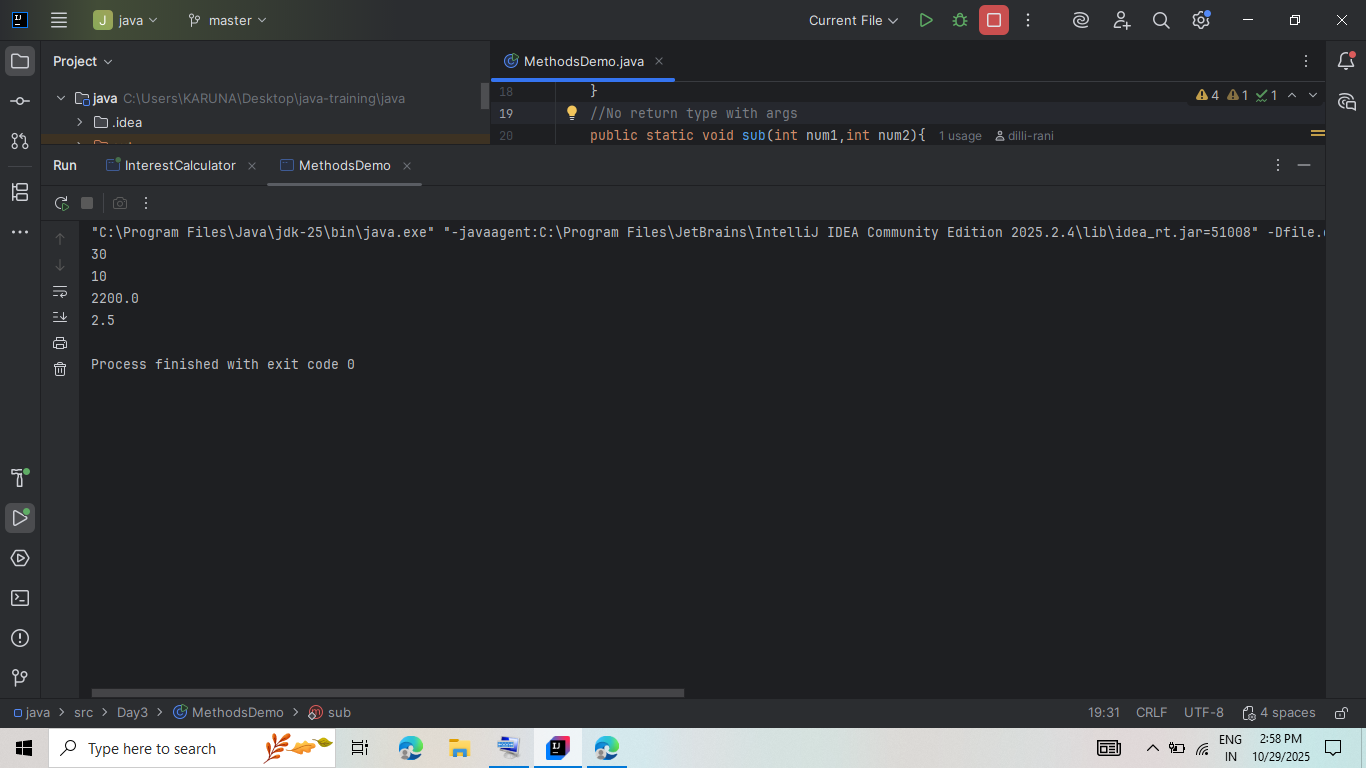 J java master Current File
Project
MethodsDemo.java
java C:\Users\KARUNA\Desktop\java-training\java
.idea
18 }
4 1 1
19 //No return type with args
20 public static void sub(int num1,int num2){ 1 usage dilli-rani
Run InterestCalculator MethodsDemo
"C:\Program Files\Java\jdk-25\bin\java.exe" "-javaagent:C:\Program Files\JetBrains\IntelliJ IDEA Community Edition 2025.2.4\lib\idea_rt.jar=51008" -Dfile.
30
10
2200.0
2.5
Process finished with exit code 0
java > src > Day3 > MethodsDemo > sub 19:31 CRLF UTF-8 4 spaces
Type here to search
ENG
IN
2:58 PM
10/29/2025